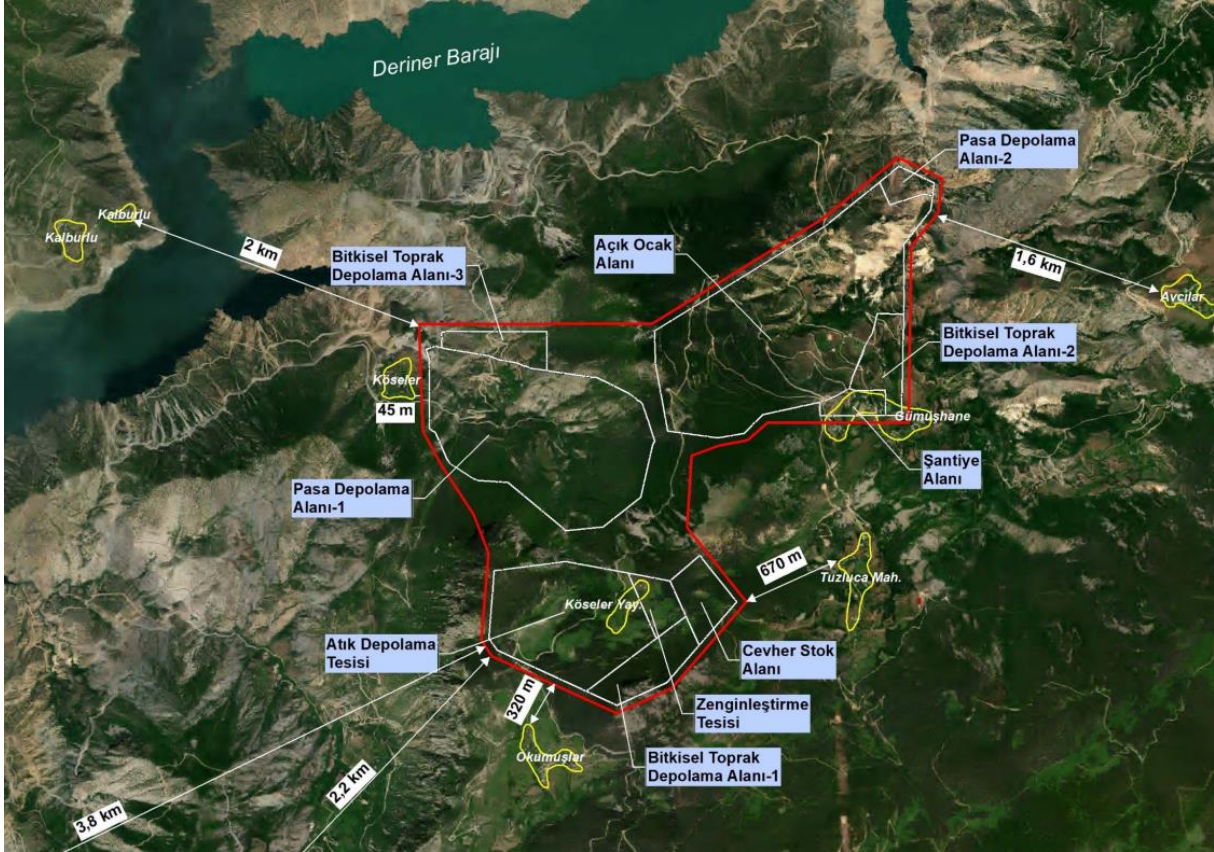 Deriner Barajı
Pasa Depolama
Alanı-2
Kalburlu
Kalburlu
2 km
Bitkisel Toprak
Depolama Alanı-3
Açık Ocak
Alanı
1,6 km
Avcılar
Bitkisel Toprak
Depolama Alanı-2
Köseler
45 m
Gümüşhane
Şantiye
Alanı
Pasa Depolama
Alanı-1
670 m
Tuzluca Mah.
Köseler Yay.
Atık Depolama
Tesisi
Cevher Stok
Alanı
320 m
Zenginleştirme
Tesisi
Okumuşlar
Bitkisel Toprak
Depolama Alanı-1
2,2 km
3,8 km